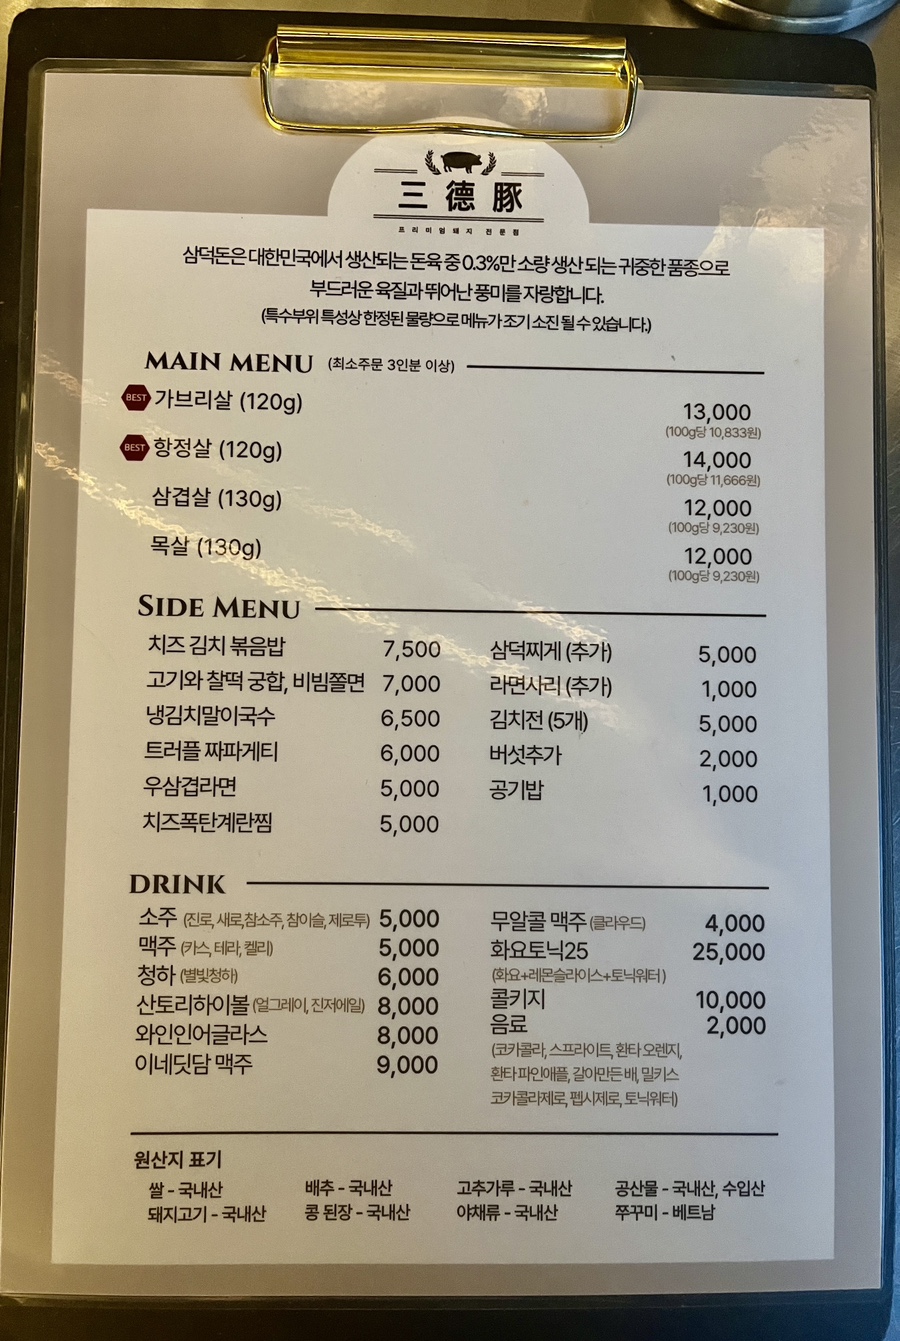 三德豚
프리미엄돼지 전문점
삼덕돈은 대한민국에서 생산되는 돈육 중 0.3%만 소량 생산 되는 귀중한 품종으로
부드러운 육질과 뛰어난 풍미를 자랑합니다.
(특수부위 특성상 한정된 물량으로 메뉴가 조기 소진 될 수 있습니다.)
MAIN MENU (최소주문 3인분 이상)
BEST 가브리살 (120g) 13,000
(100g당 10,833원)
BEST 항정살 (120g) 14,000
(100g당 11,666원)
삼겹살 (130g) 12,000
(100g당 9,230원)
목살 (130g) 12,000
(100g당 9,230원)
SIDE MENU
치즈 김치 볶음밥 7,500
고기와 찰떡 궁합, 비빔쫄면 7,000
냉김치말이국수 6,500
트러플 짜파게티 6,000
우삼겹라면 5,000
치즈폭탄계란찜 5,000
삼덕찌게 (추가) 5,000
라면사리 (추가) 1,000
김치전 (5개) 5,000
버섯추가 2,000
공기밥 1,000
DRINK
소주 (진로, 새로,참소주, 참이슬, 제로투) 5,000
맥주 (카스, 테라, 켈리) 5,000
청하 (별빛청하) 6,000
산토리하이볼 (얼그레이, 진저에일) 8,000
와인인어글라스 8,000
이네딧담 맥주 9,000
무알콜 맥주 (클라우드) 4,000
화요토닉25 25,000
(화요+레몬슬라이스+토닉워터)
콜키지 10,000
음료 2,000
(코카콜라, 스프라이트, 환타 오렌지,
환타 파인애플, 갈아만든 배, 밀키스
코카콜라제로, 펩시제로, 토닉워터)
원산지 표기
쌀 - 국내산 배추 - 국내산 고추가루 - 국내산 공산물 - 국내산, 수입산
돼지고기 - 국내산 콩 된장 - 국내산 야채류 - 국내산 쭈꾸미 - 베트남